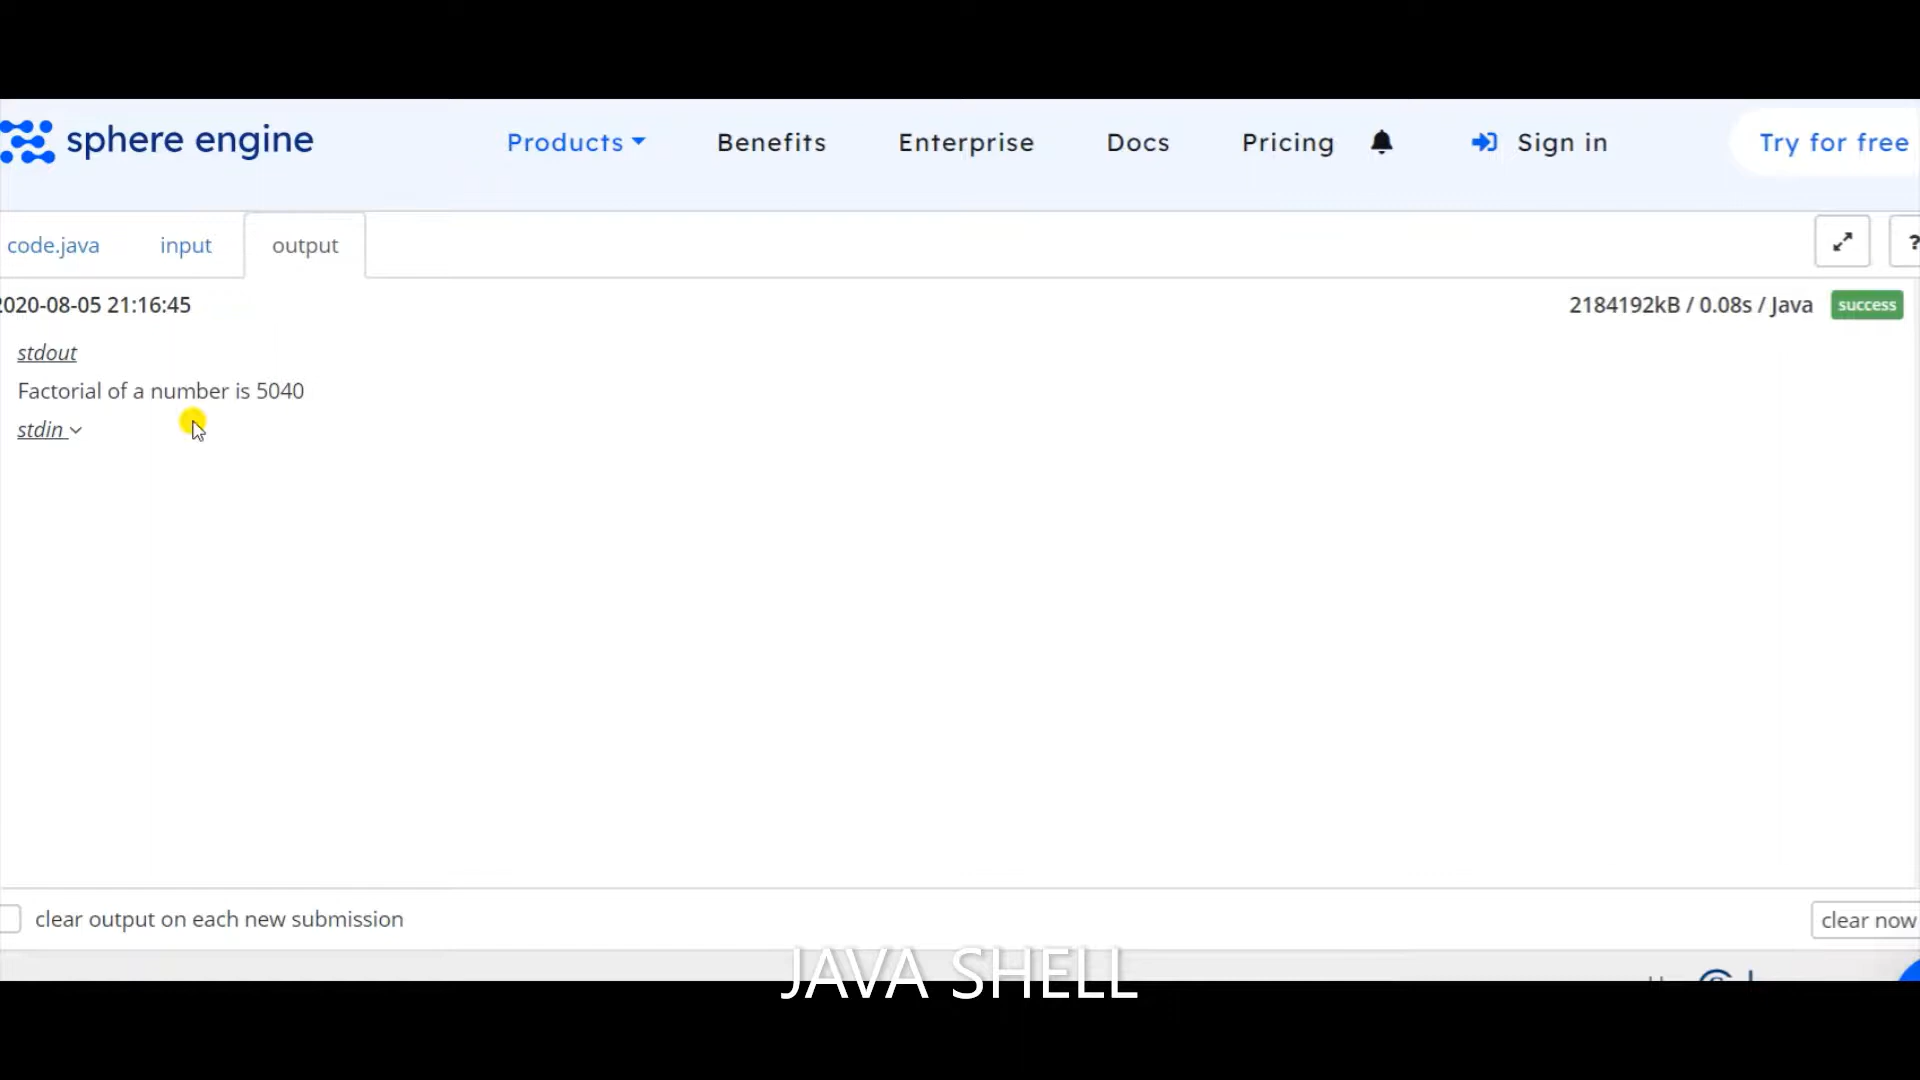 sphere engine
Products
Benefits
Enterprise
Docs
Pricing
Sign in
Try for free
code.java
input
output
?
2020-08-05 21:16:45
2184192kB / 0.08s / Java
success
stdout
Factorial of a number is 5040
stdin
clear output on each new submission
clear now
JAVA SHELL